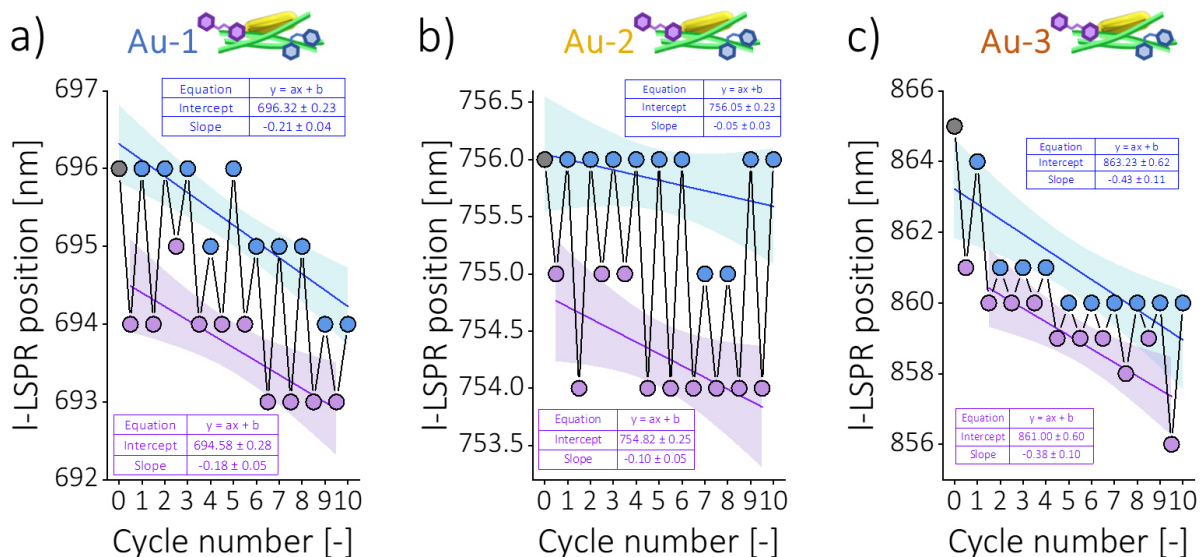 a) Au-1
l-LSPR position [nm]
697
696
695
694
693
692
Equation y = ax + b
Intercept 696.32 ± 0.23
Slope -0.21 ± 0.04
Equation y = ax + b
Intercept 694.58 ± 0.28
Slope -0.18 ± 0.05
0 1 2 3 4 5 6 7 8 9 10
Cycle number [-]
b) Au-2
l-LSPR position [nm]
756.5
756.0
755.5
755.0
754.5
754.0
753.5
Equation y = ax +b
Intercept 756.05 ± 0.23
Slope -0.05 ± 0.03
Equation y = ax + b
Intercept 754.82 ± 0.25
Slope -0.10 ± 0.05
0 1 2 3 4 5 6 7 8 9 10
Cycle number [-]
c) Au-3
l-LSPR position [nm]
866
864
862
860
858
856
Equation y = ax + b
Intercept 863.23 ± 0.62
Slope -0.43 ± 0.11
Equation y = ax + b
Intercept 861.00 ± 0.60
Slope -0.38 ± 0.10
0 1 2 3 4 5 6 7 8 9 10
Cycle number [-]